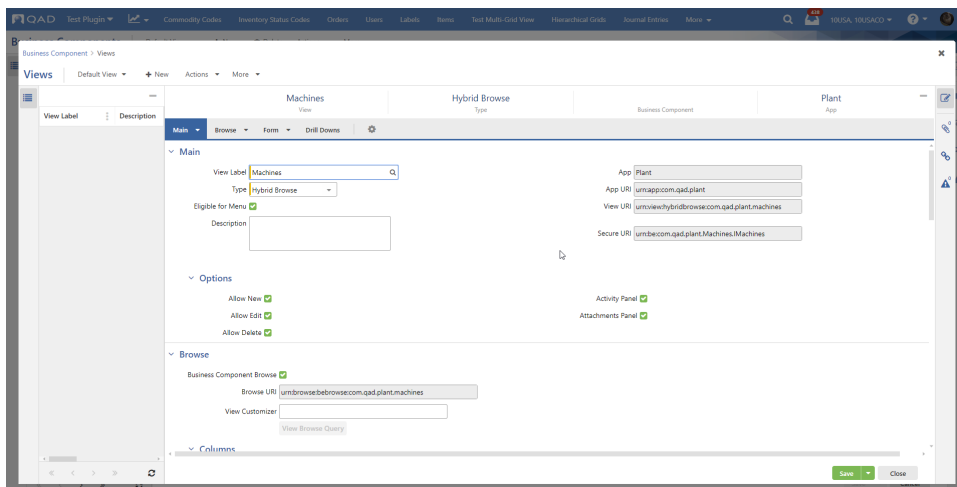 QAD Test Plugin Commodity Codes Inventory Status Codes Orders Users Labels Items Test Multi-Grid View Hierarchical Grids Journal Entries More 10USA, 10USACO
Business Component > Views
Views Default View + New Actions More
Machines Hybrid Browse Plant
View Type Business Component App
View Label Description
Main Browse Form Drill Downs
Main
View Label Machines App Plant
Type Hybrid Browse App URI urn:app:com.qad.plant
Eligible for Menu View URI urn:view:hybridbrowse:com.qad.plant.machines
Description Secure URI urn:be:com.qad.plant.Machines.IMachines
Options
Allow New Activity Panel
Allow Edit Attachments Panel
Allow Delete
Browse
Business Component Browse
Browse URI urn:browse:bebrowse:com.qad.plant.machines
View Customizer
View Browse Query
Columns
Save Close